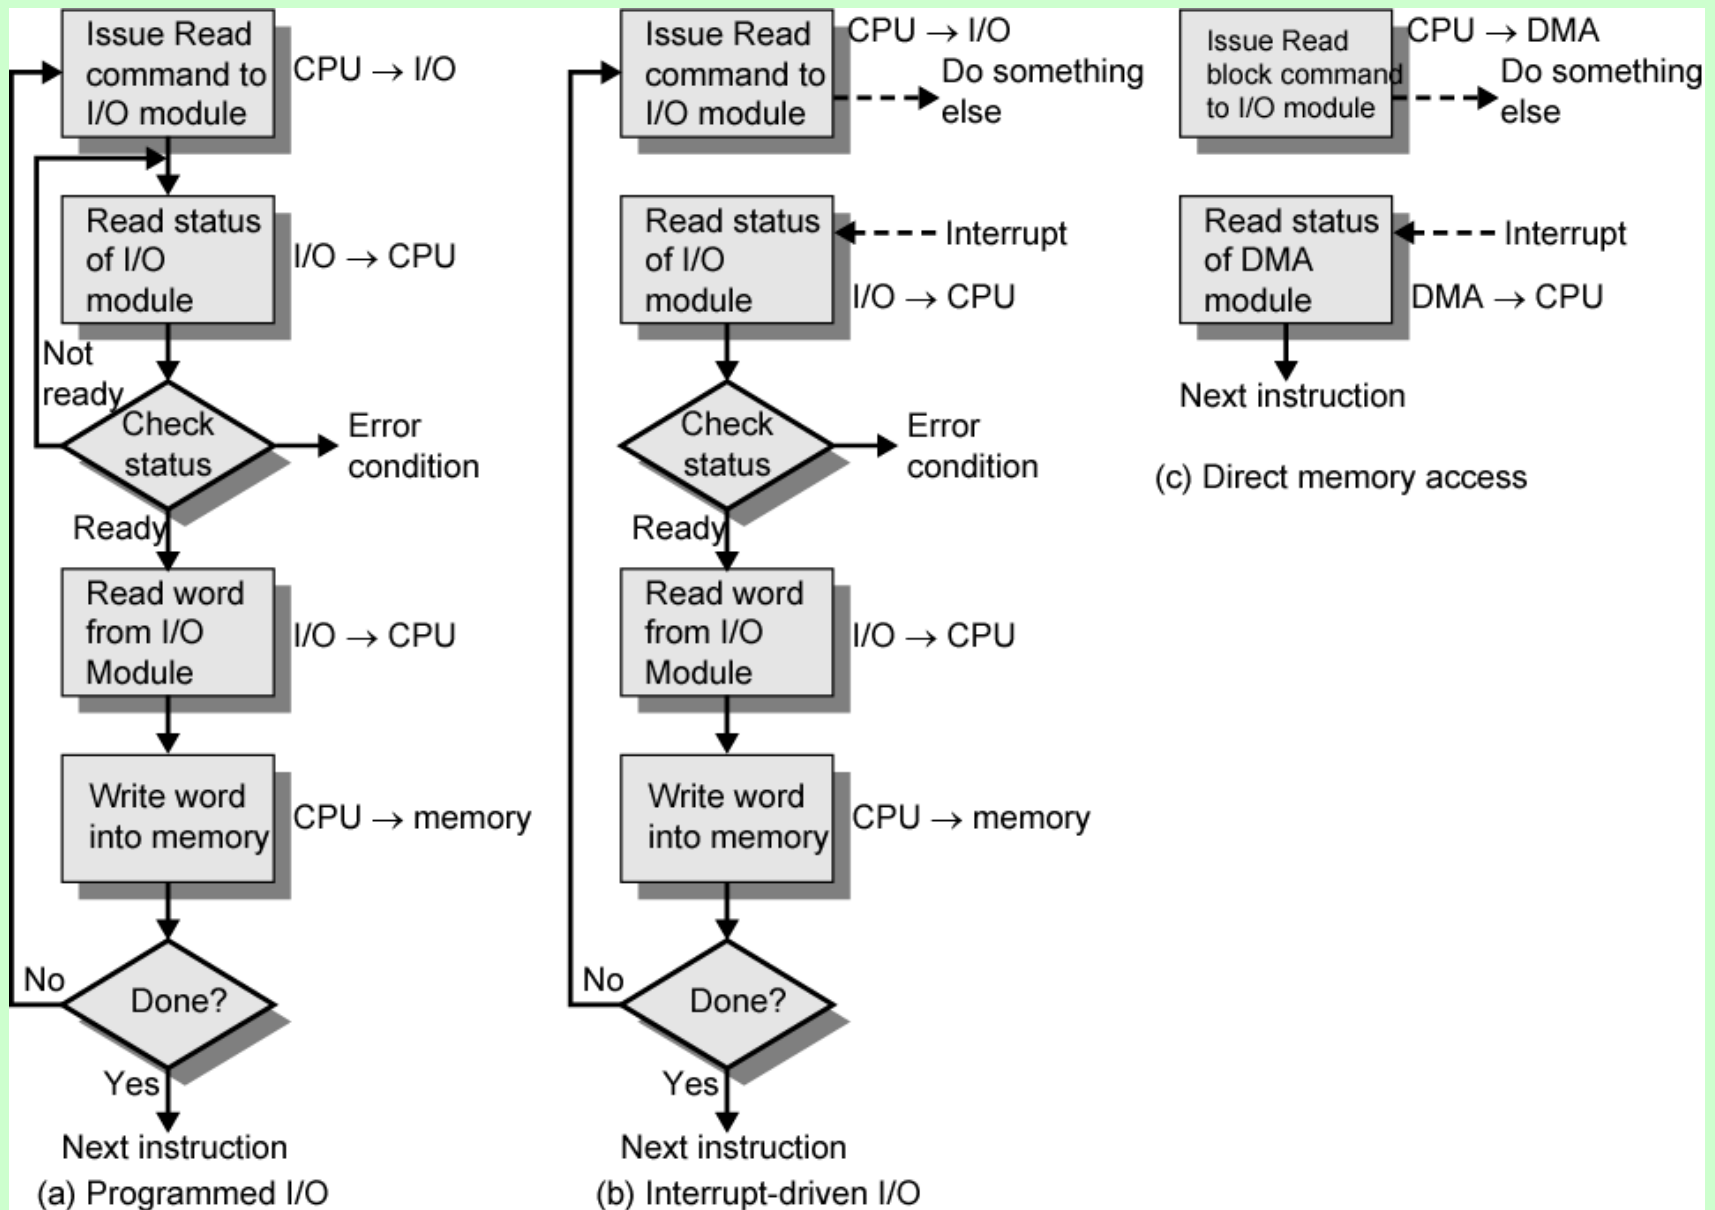 Issue Read
command to
I/O module
CPU → I/O
Read status
of I/O
module
I/O → CPU
Not
ready
Check
status
Error
condition
Ready
Read word
from I/O
Module
I/O → CPU
Write word
into memory
CPU → memory
No
Done?
Yes
Next instruction
(a) Programmed I/O
Issue Read
command to
I/O module
CPU → I/O
Do something
else
Read status
of I/O
module
Interrupt
I/O → CPU
Check
status
Error
condition
Ready
Read word
from I/O
Module
I/O → CPU
Write word
into memory
CPU → memory
No
Done?
Yes
Next instruction
(b) Interrupt-driven I/O
Issue Read
block command
to I/O module
CPU → DMA
Do something
else
Read status
of DMA
module
Interrupt
DMA → CPU
Next instruction
(c) Direct memory access